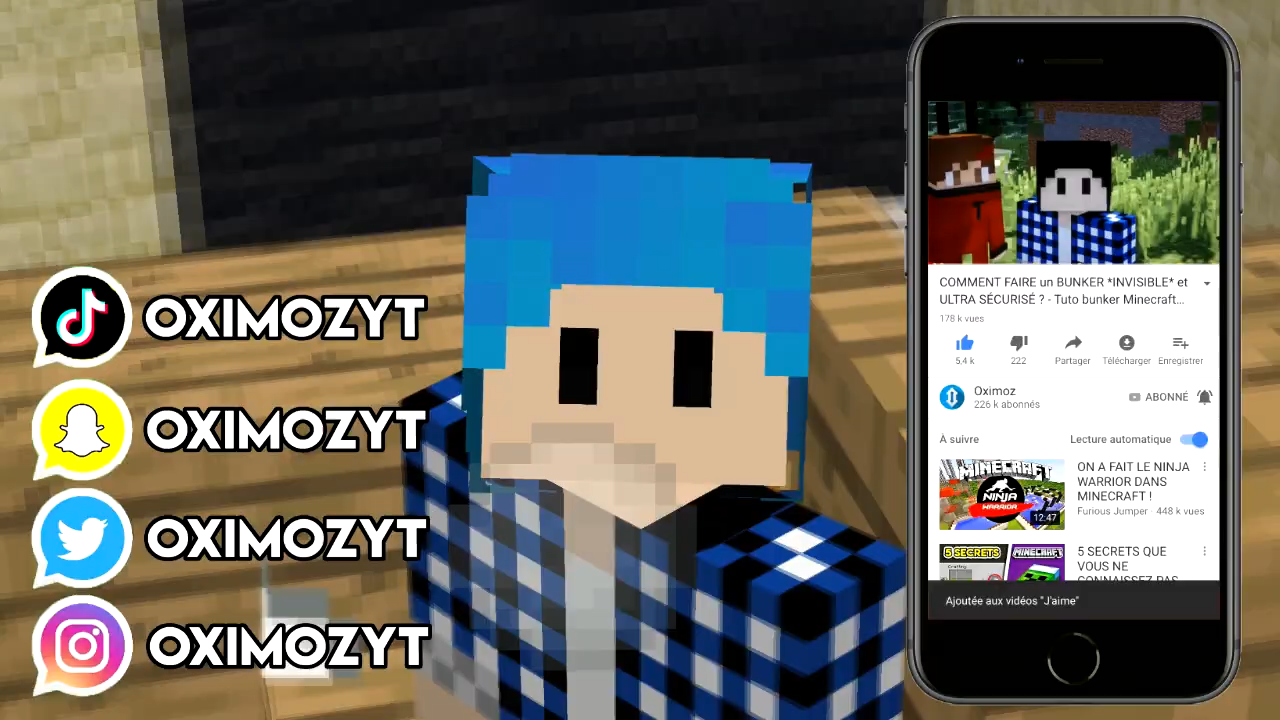 OXIMOZYT
OXIMOZYT
OXIMOZYT
OXIMOZYT
COMMENT FAIRE un BUNKER *INVISIBLE* et
ULTRA SÉCURISÉ ? - Tuto bunker Minecraft...
178 k vues
5,4 k
222
Partager
Télécharger
Enregistrer
Oximoz
226 k abonnés
ABONNÉ
À suivre
Lecture automatique
MINECRAFT
NINJA
WARRIOR
12:47
ON A FAIT LE NINJA
WARRIOR DANS
MINECRAFT !
Furious Jumper · 448 k vues
5 SECRETS
MINECRAFT
5 SECRETS QUE
VOUS NE
CONNAISSEZ PAS
Ajoutée aux vidéos "J'aime"